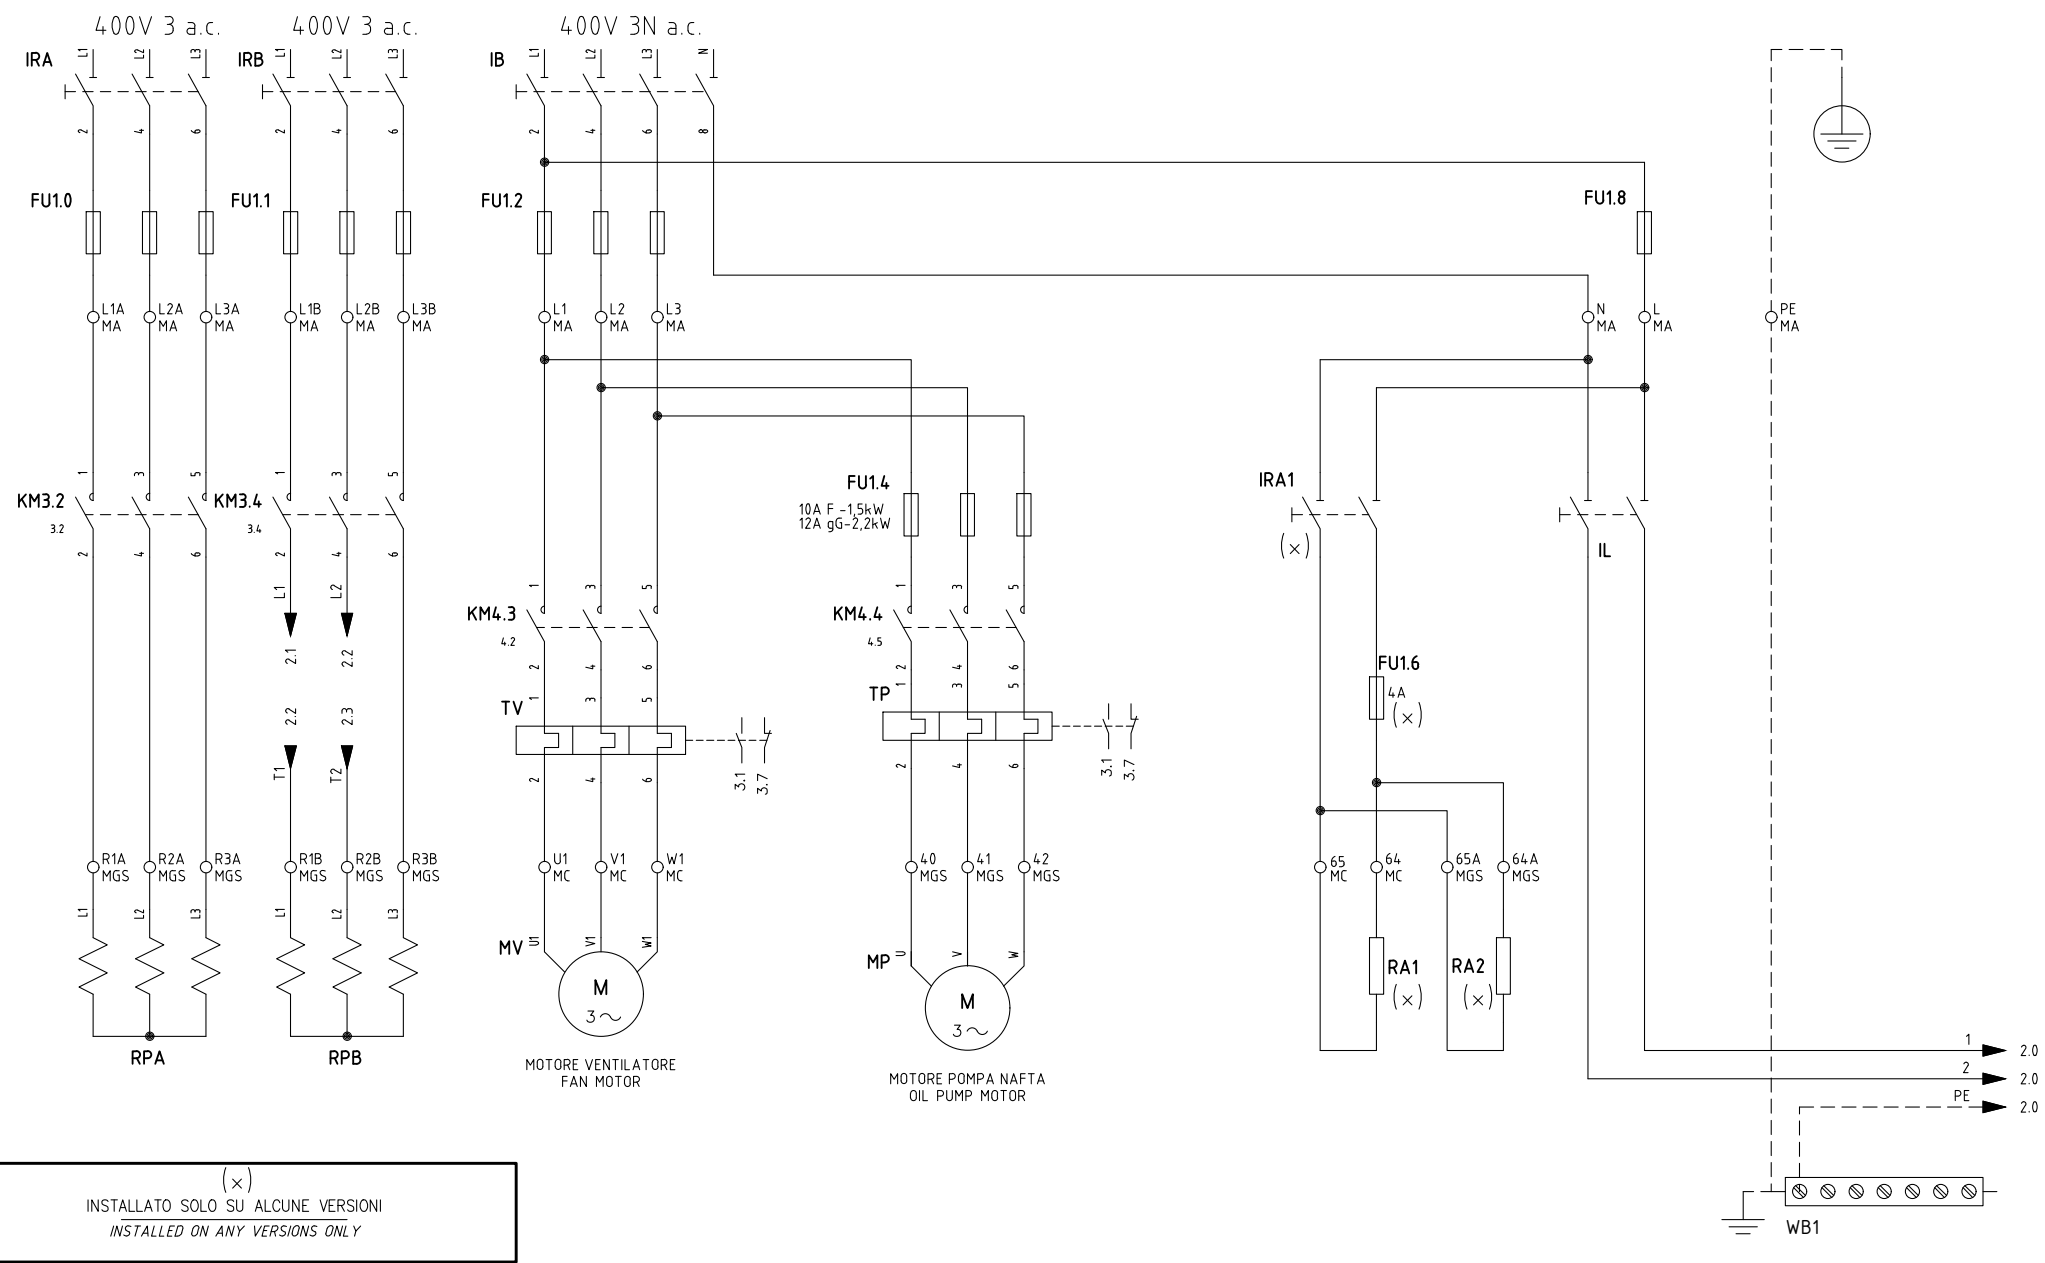 400V 3 a.c. 400V 3 a.c. 400V 3N a.c.
IRA L1 L2 L3 IRB L1 L2 L3 IB L1 L2 L3 N
2 4 6 2 4 6 2 4 6 8
FU1.0 FU1.1 FU1.2 FU1.8
L1A L2A L3A L1B L2B L3B L1 L2 L3 N L PE
MA MA MA MA MA MA MA MA MA MA MA MA
1 3 5 1 3 5
KM3.2 KM3.4 FU1.4 IRA1
3.2 3.4 10A F -1,5kW
12A gG-2,2kW
(x) IL
2 4 6 2 4 6
L1 L2
1 3 5 1 3 5
KM4.3 KM4.4
4.2 4.5
2.1 2.2
2 4 6 2 4 6
FU1.6
4A
(x)
1 3 5 1 3 5
TV TP
2.2 2.3
T1 T2
2 4 6 3.1 3.7 2 4 6 3.1 3.7
R1A R2A R3A R1B R2B R3B U1 V1 W1 40 41 42 65 64 65A 64A
MGS MGS MGS MGS MGS MGS MC MC MC MGS MGS MGS MC MC MGS MGS
L1 L2 L3 L1 L2 L3
MV U1 V1 W1 MP U V W
RA1 RA2
(x) (x)
M M
3~ 3~
RPA RPB
MOTORE VENTILATORE
FAN MOTOR
MOTORE POMPA NAFTA
OIL PUMP MOTOR
1 2.0
2 2.0
PE 2.0
WB1
(x)
INSTALLATO SOLO SU ALCUNE VERSIONI
INSTALLED ON ANY VERSIONS ONLY